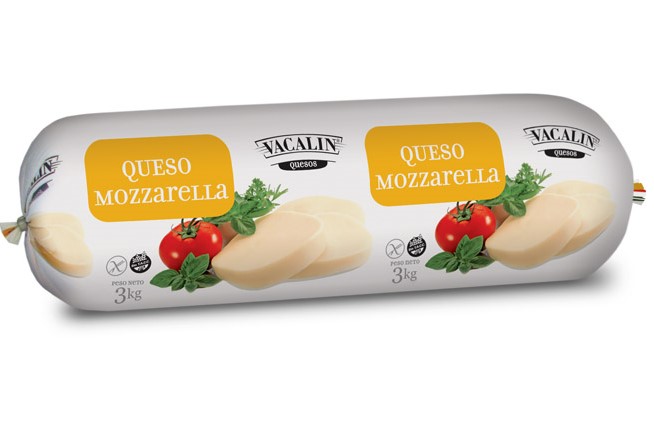 QUESO
MOZZARELLA
VACALIN
quesos
PESO NETO
3kg
QUESO
MOZZARELLA
VACALIN
quesos
PESO NETO
3kg